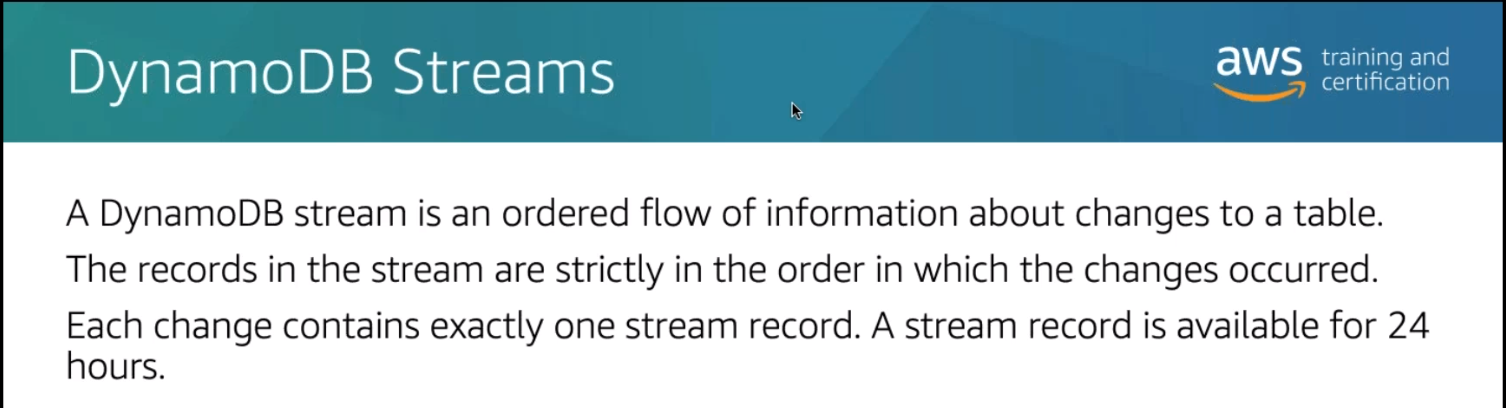 DynamoDB Streams
aws training and
certification
A DynamoDB stream is an ordered flow of information about changes to a table.
The records in the stream are strictly in the order in which the changes occurred.
Each change contains exactly one stream record. A stream record is available for 24
hours.